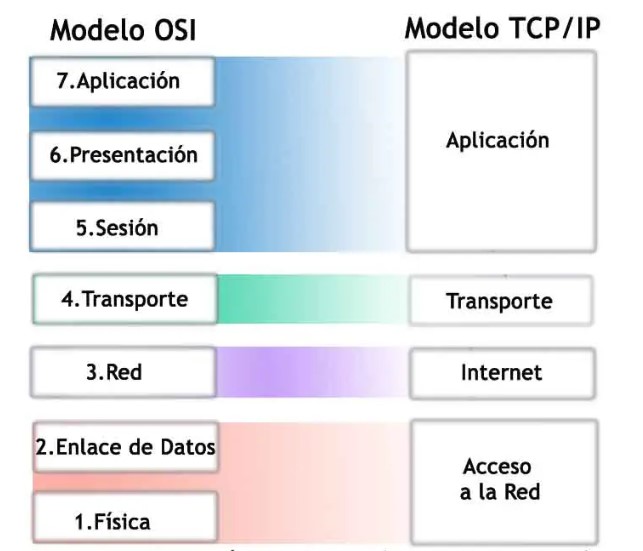 Modelo OSI
Modelo TCP/IP
7.Aplicación
6.Presentación
5.Sesión
Aplicación
4.Transporte
Transporte
3.Red
Internet
2.Enlace de Datos
1.Física
Acceso
a la Red